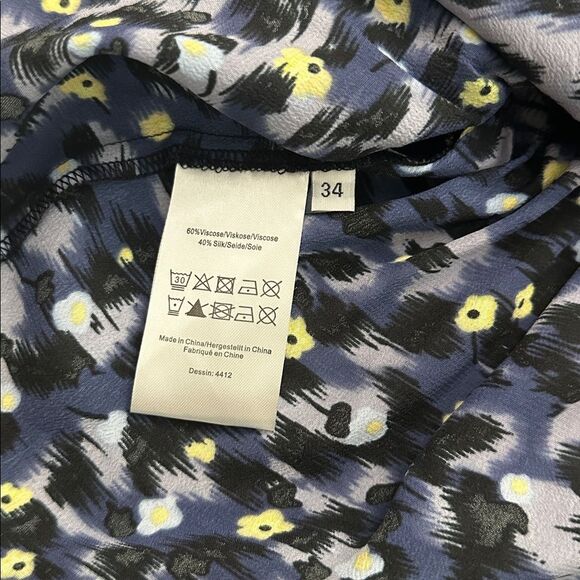 34
60%Viscose/Viskose/Viscose
40% Silk/Seide/Soie
30
Made in China/Hergestellt in China
Fabriqué en Chine
Dessin: 4412